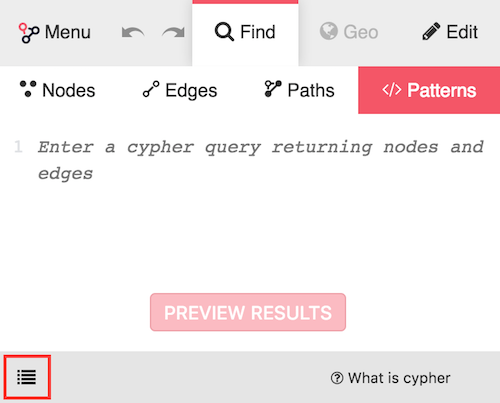 Menu Find Geo Edit
Nodes Edges Paths </> Patterns
1 Enter a cypher query returning nodes and
edges
PREVIEW RESULTS
? What is cypher